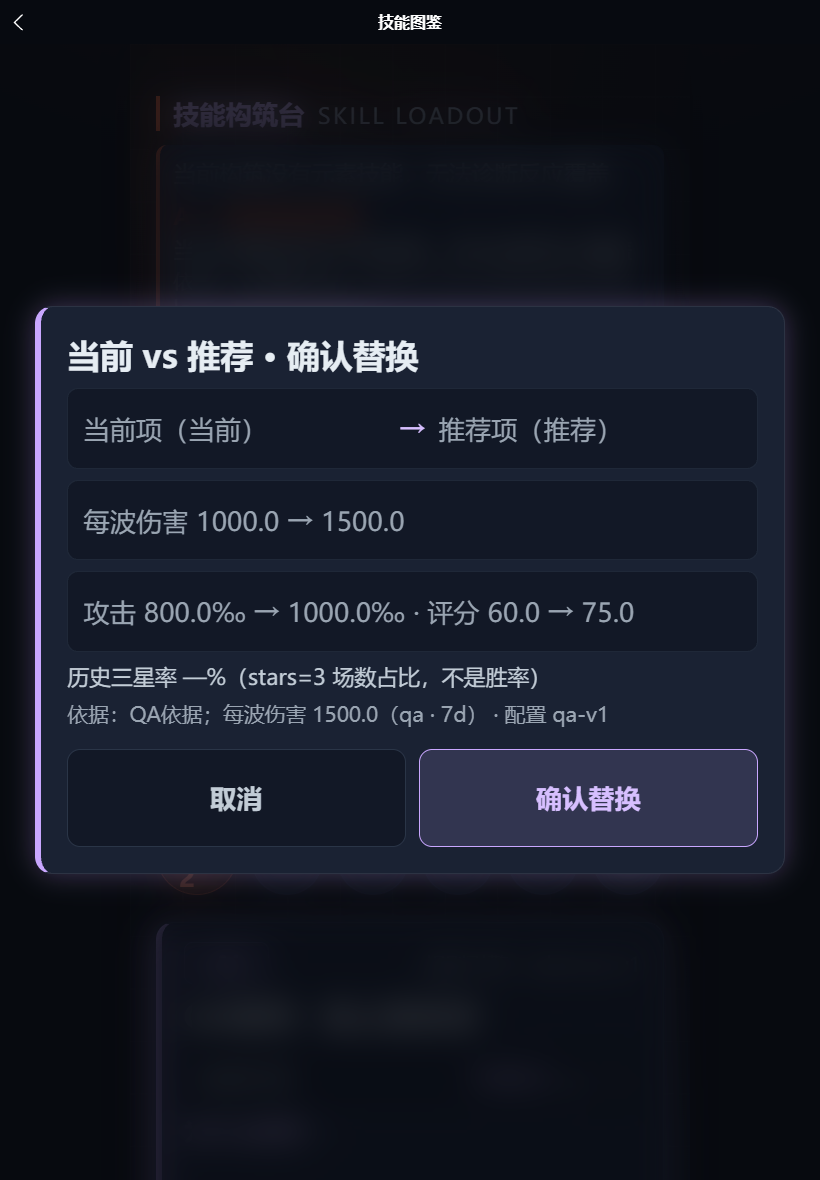 技能图鉴
技能构筑台 SKILL LOADOUT
当前 vs 推荐 · 确认替换
当前项（当前） → 推荐项（推荐）
每波伤害 1000.0 → 1500.0
攻击 800.0‰ → 1000.0‰ · 评分 60.0 → 75.0
历史三星率 —%（stars=3 场数占比，不是胜率）
依据：QA依据；每波伤害 1500.0（qa · 7d） · 配置 qa-v1
取消 确认替换
2